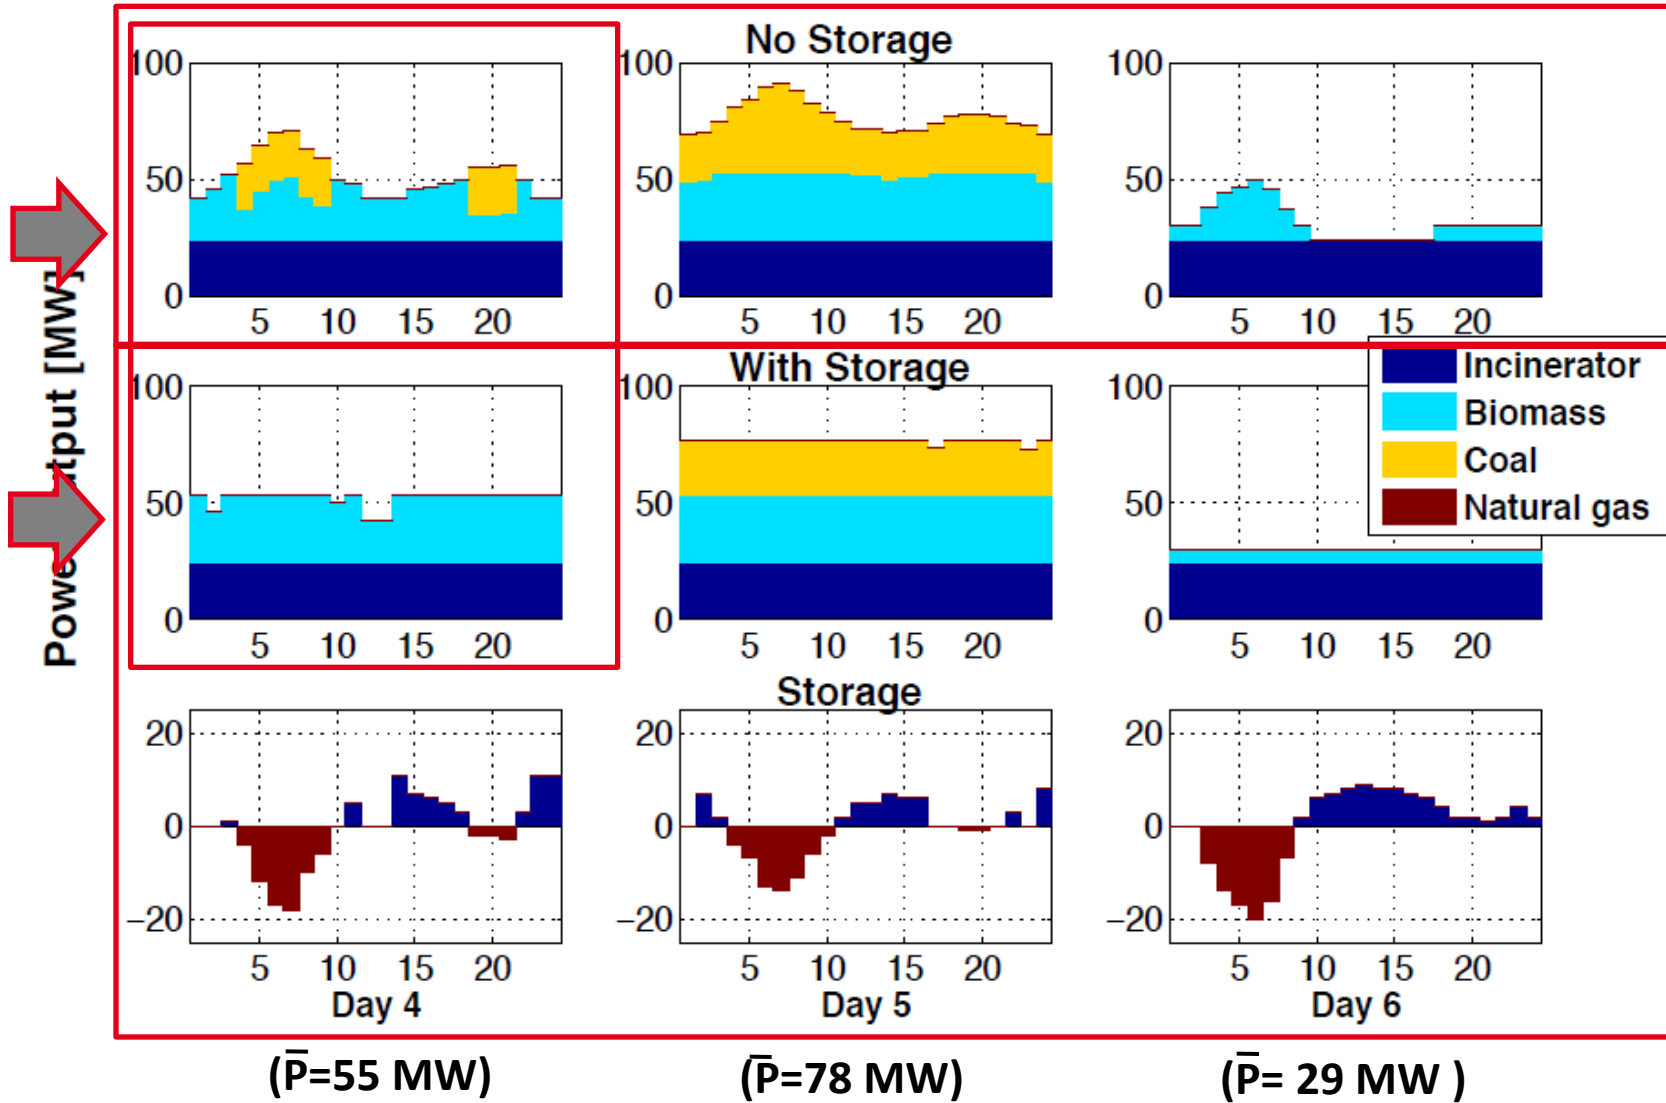 No Storage
100
50
0
5 10 15 20
100
50
0
5 10 15 20
100
50
0
5 10 15 20
Power Output [MW]
With Storage
100
50
0
5 10 15 20
100
50
0
5 10 15 20
100
50
0
5 10 15 20
Incinerator
Biomass
Coal
Natural gas
Storage
20
0
−20
5 10 15 20
Day 4
20
0
−20
5 10 15 20
Day 5
20
0
−20
5 10 15 20
Day 6
(P̅=55 MW)
(P̅=78 MW)
(P̅= 29 MW )